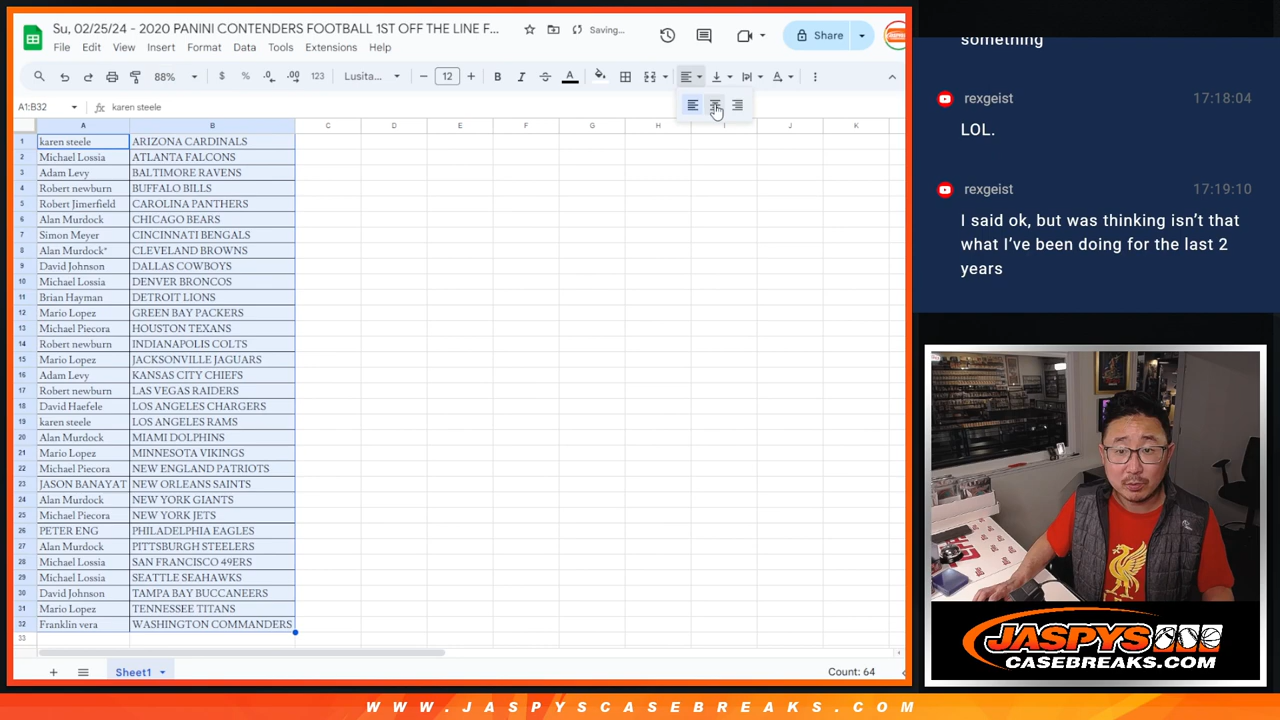 Su, 02/25/24 - 2020 PANINI CONTENDERS FOOTBALL 1ST OFF THE LINE F...
Saving...
Share
File Edit View Insert Format Data Tools Extensions Help
88% $ % .0 .00 123 Lusita... 12 B I A
A1:B32 fx karen steele
A B C D E F G H I J K
1 karen steele ARIZONA CARDINALS
2 Michael Lossia ATLANTA FALCONS
3 Adam Levy BALTIMORE RAVENS
4 Robert newburn BUFFALO BILLS
5 Robert Jimerfield CAROLINA PANTHERS
6 Alan Murdock CHICAGO BEARS
7 Simon Meyer CINCINNATI BENGALS
8 Alan Murdock* CLEVELAND BROWNS
9 David Johnson DALLAS COWBOYS
10 Michael Lossia DENVER BRONCOS
11 Brian Hayman DETROIT LIONS
12 Mario Lopez GREEN BAY PACKERS
13 Michael Piecora HOUSTON TEXANS
14 Robert newburn INDIANAPOLIS COLTS
15 Mario Lopez JACKSONVILLE JAGUARS
16 Adam Levy KANSAS CITY CHIEFS
17 Robert newburn LAS VEGAS RAIDERS
18 David Haefele LOS ANGELES CHARGERS
19 karen steele LOS ANGELES RAMS
20 Alan Murdock MIAMI DOLPHINS
21 Mario Lopez MINNESOTA VIKINGS
22 Michael Piecora NEW ENGLAND PATRIOTS
23 JASON BANAYAT NEW ORLEANS SAINTS
24 Alan Murdock NEW YORK GIANTS
25 Michael Piecora NEW YORK JETS
26 PETER ENG PHILADELPHIA EAGLES
27 Alan Murdock PITTSBURGH STEELERS
28 Michael Lossia SAN FRANCISCO 49ERS
29 Michael Lossia SEATTLE SEAHAWKS
30 David Johnson TAMPA BAY BUCCANEERS
31 Mario Lopez TENNESSEE TITANS
32 Franklin vera WASHINGTON COMMANDERS
33
Sheet1
Count: 64
something
rexgeist 17:18:04
LOL.
rexgeist 17:19:10
I said ok, but was thinking isn't that
what I've been doing for the last 2
years
JASPYS
CASEBREAKS.COM
WWW.JASPYSCASEBREAKS.COM